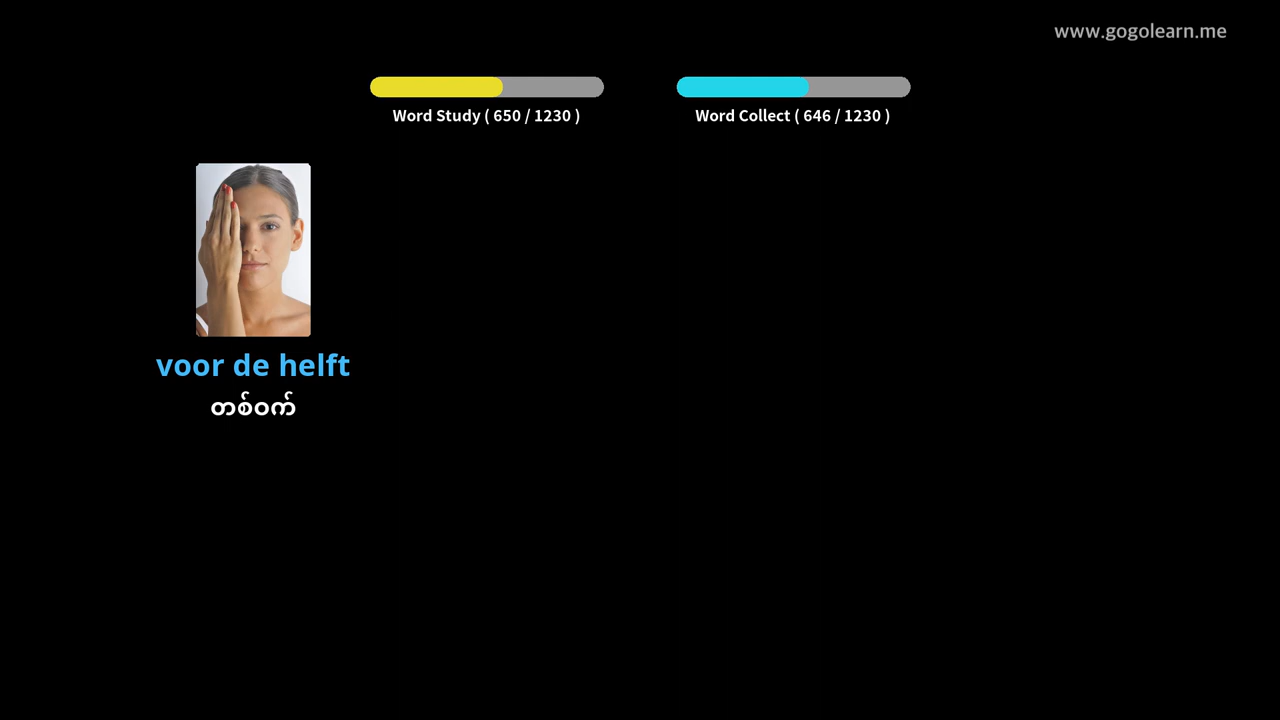 www.gogolearn.me
Word Study ( 650 / 1230 )
Word Collect ( 646 / 1230 )
voor de helft
တစ်ဝက်